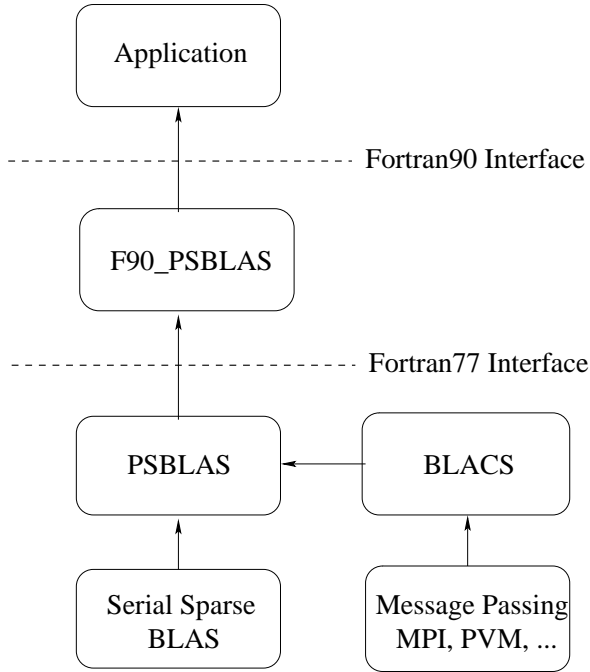 Application
Fortran90 Interface
F90_PSBLAS
Fortran77 Interface
PSBLAS
BLACS
Serial Sparse
BLAS
Message Passing
MPI, PVM, ...